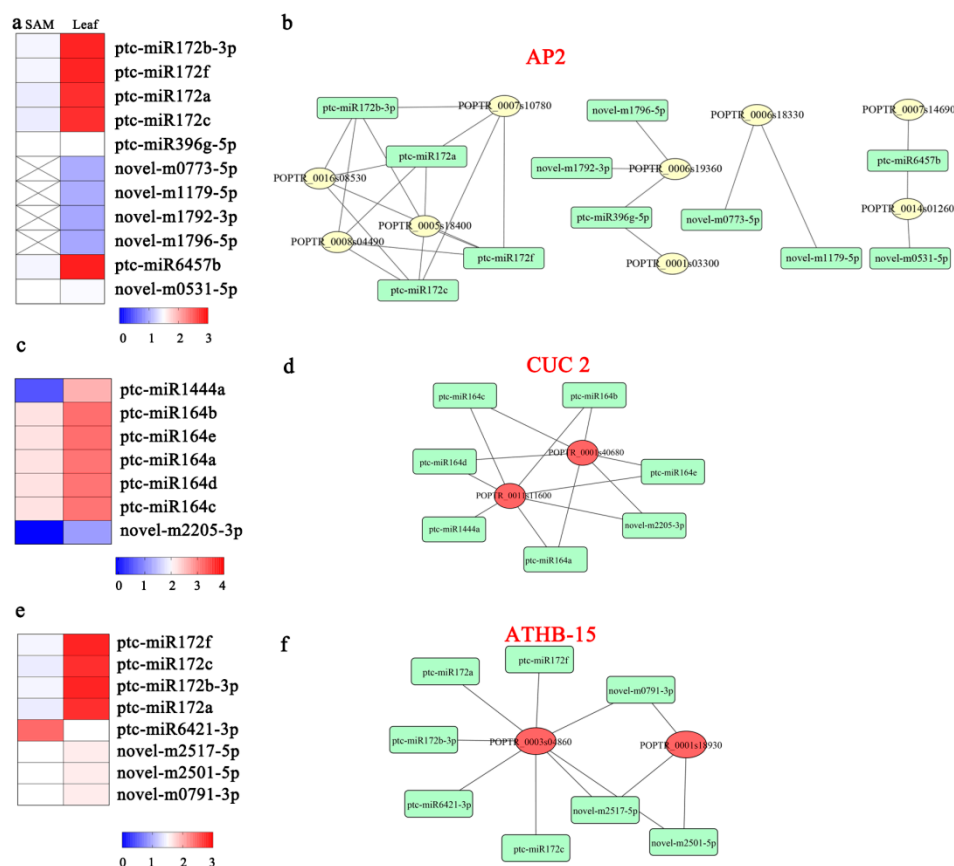 a
SAM Leaf
ptc-miR172b-3p
ptc-miR172f
ptc-miR172a
ptc-miR172c
ptc-miR396g-5p
novel-m0773-5p
novel-m1179-5p
novel-m1792-3p
novel-m1796-5p
ptc-miR6457b
novel-m0531-5p
0 1 2 3
b
AP2
ptc-miR172b-3p
POPTR_0007s10780
ptc-miR172a
POPTR_0016s08530
POPTR_0005s18400
POPTR_0008s04490
ptc-miR172f
ptc-miR172c
novel-m1796-5p
novel-m1792-3p
POPTR_0006s19360
ptc-miR396g-5p
POPTR_0001s03300
POPTR_0006s18330
novel-m0773-5p
novel-m1179-5p
POPTR_0007s14690
ptc-miR6457b
POPTR_0014s01260
novel-m0531-5p
c
ptc-miR1444a
ptc-miR164b
ptc-miR164e
ptc-miR164a
ptc-miR164d
ptc-miR164c
novel-m2205-3p
0 1 2 3 4
d
CUC 2
ptc-miR164c
ptc-miR164b
POPTR_0001s40680
ptc-miR164d
ptc-miR164e
POPTR_0011s11600
ptc-miR1444a
novel-m2205-3p
ptc-miR164a
e
ptc-miR172f
ptc-miR172c
ptc-miR172b-3p
ptc-miR172a
ptc-miR6421-3p
novel-m2517-5p
novel-m2501-5p
novel-m0791-3p
0 1 2 3
f
ATHB-15
ptc-miR172f
ptc-miR172a
novel-m0791-3p
ptc-miR172b-3p
POPTR_0003s04860
POPTR_0001s18930
ptc-miR6421-3p
novel-m2517-5p
ptc-miR172c
novel-m2501-5p